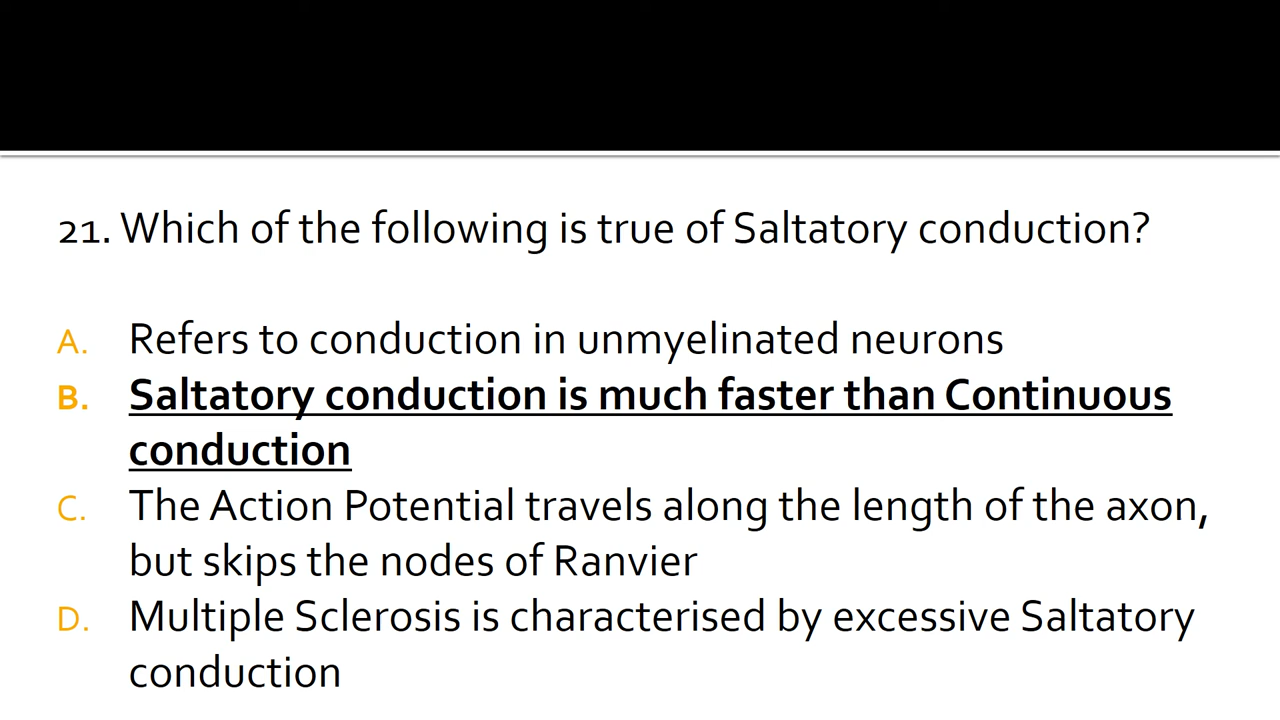 21. Which of the following is true of Saltatory conduction?
A. Refers to conduction in unmyelinated neurons
B. Saltatory conduction is much faster than Continuous
conduction
C. The Action Potential travels along the length of the axon,
but skips the nodes of Ranvier
D. Multiple Sclerosis is characterised by excessive Saltatory
conduction